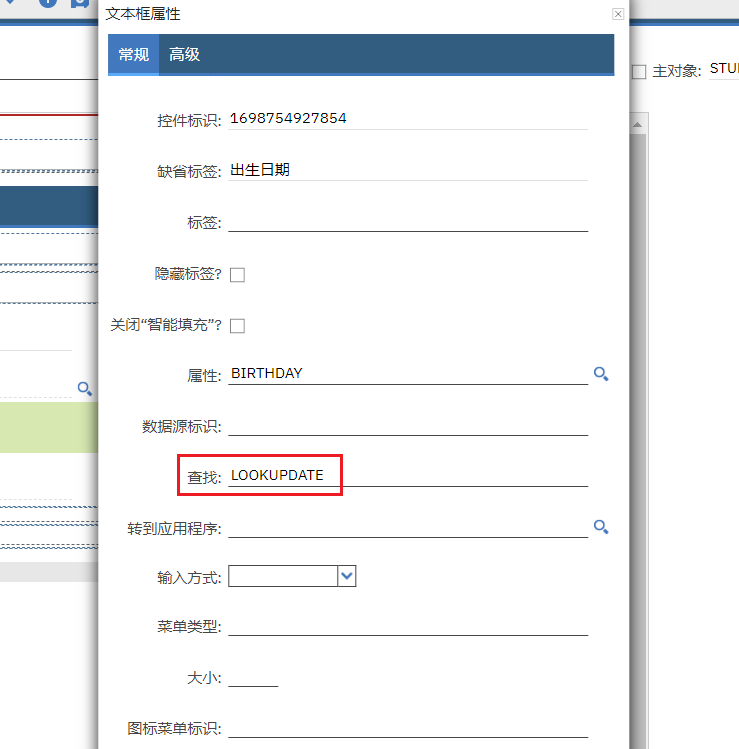 文本框属性
常规 高级
主对象: STU
控件标识: 1698754927854
缺省标签: 出生日期
标签:
隐藏标签?
关闭“智能填充”?
属性: BIRTHDAY
数据源标识:
查找: LOOKUPDATE
转到应用程序:
输入方式:
菜单类型:
大小:
图标菜单标识: